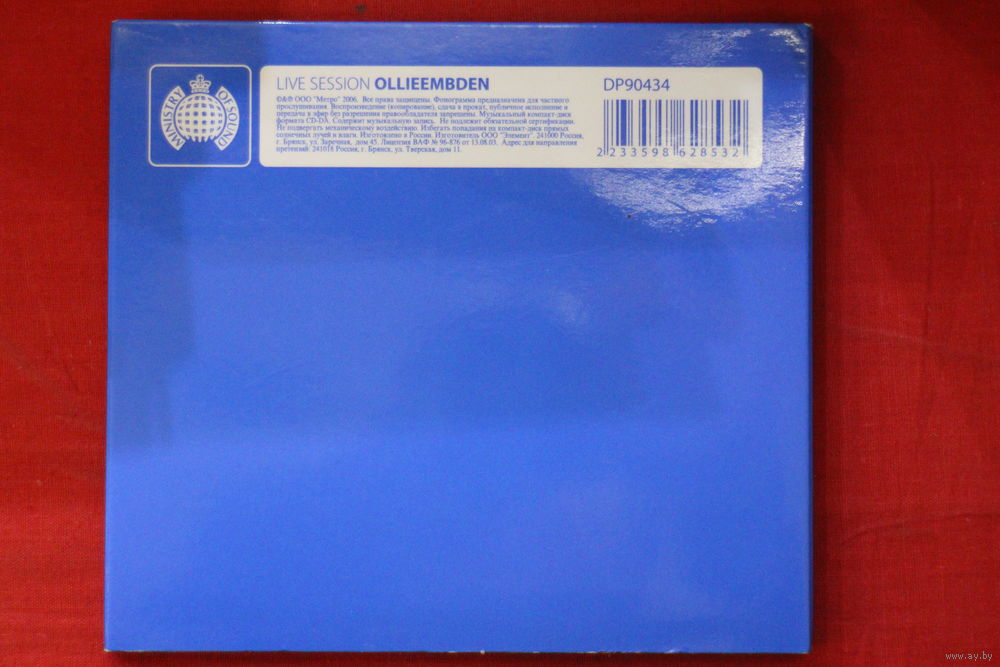 MINISTRY OF SOUND
LIVE SESSION OLLIEEMBDEN
℗&© ООО "Метро" 2006. Все права защищены. Фонограмма предназначена для частного
прослушивания. Воспроизведение (копирование), сдача в прокат, публичное исполнение и
передача в эфир без разрешения правообладателя запрещены. Музыкальный компакт-диск
формата CD-DA. Содержит музыкальную запись. Не подлежит обязательной сертификации.
Не подвергать механическому воздействию. Избегать попадания на компакт-диск прямых
солнечных лучей и влаги. Изготовлено в России. Изготовитель ООО "Элемент". 241000 Россия,
г. Брянск, ул. Заречная, дом 45. Лицензия ВАФ № 96-876 от 13.08.03. Адрес для направления
претензий: 241018 Россия, г. Брянск, ул. Тверская, дом 11.
DP90434
2 233598 628532
www.ay.by